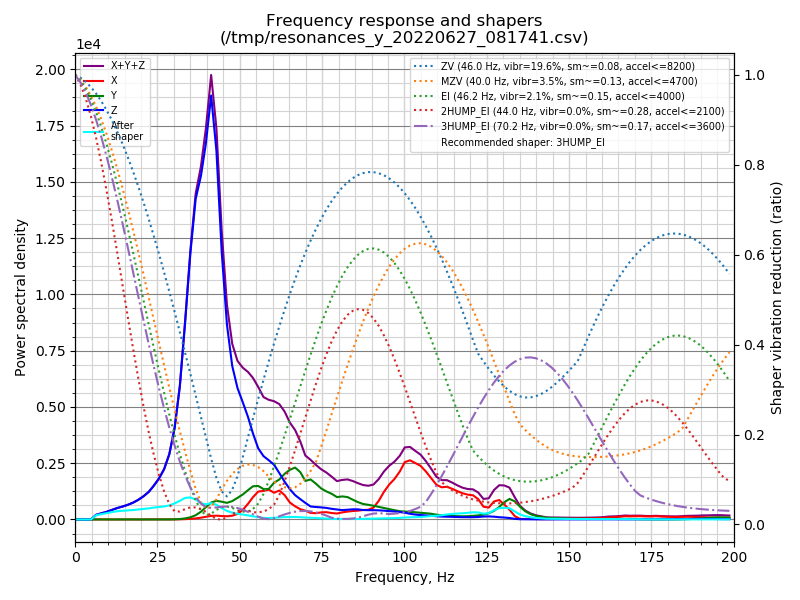 Frequency response and shapers
(/tmp/resonances_y_20220627_081741.csv)
1e4
X+Y+Z
X
Y
Z
After
shaper
ZV (46.0 Hz, vibr=19.6%, sm~=0.08, accel<=8200)
MZV (40.0 Hz, vibr=3.5%, sm~=0.13, accel<=4700)
EI (46.2 Hz, vibr=2.1%, sm~=0.15, accel<=4000)
2HUMP_EI (44.0 Hz, vibr=0.0%, sm~=0.28, accel<=2100)
3HUMP_EI (70.2 Hz, vibr=0.0%, sm~=0.17, accel<=3600)
Recommended shaper: 3HUMP_EI
Power spectral density
2.00
1.75
1.50
1.25
1.00
0.75
0.50
0.25
0.00
1.0
0.8
0.6
0.4
0.2
0.0
Shaper vibration reduction (ratio)
0 25 50 75 100 125 150 175 200
Frequency, Hz